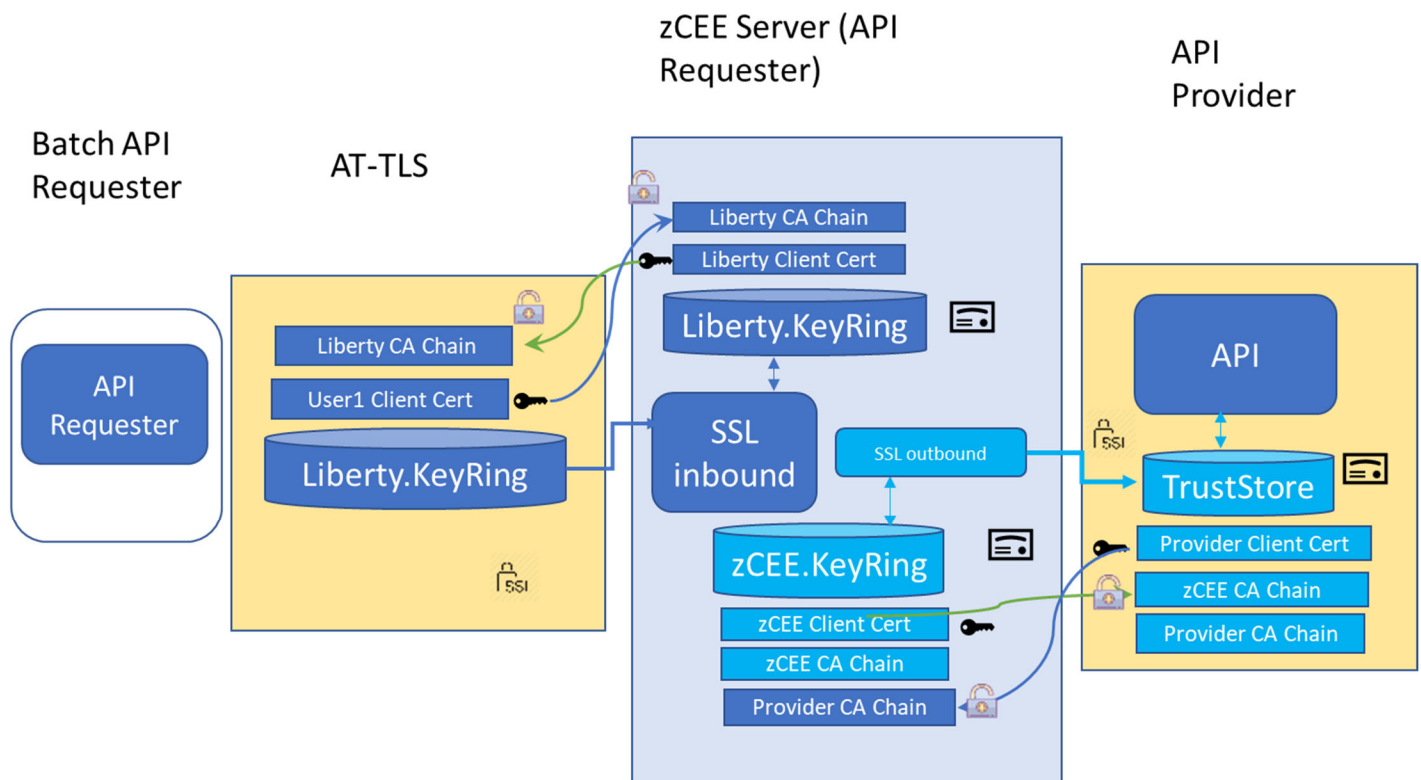 zCEE Server (API
Requester)
API
Provider
Batch API
Requester
AT-TLS
Liberty CA Chain
Liberty Client Cert
Liberty.KeyRing
Liberty CA Chain
User1 Client Cert
Liberty.KeyRing
API
Requester
SSL
inbound
SSL outbound
zCEE.KeyRing
zCEE Client Cert
zCEE CA Chain
Provider CA Chain
API
SSI
TrustStore
Provider Client Cert
zCEE CA Chain
Provider CA Chain
SSI